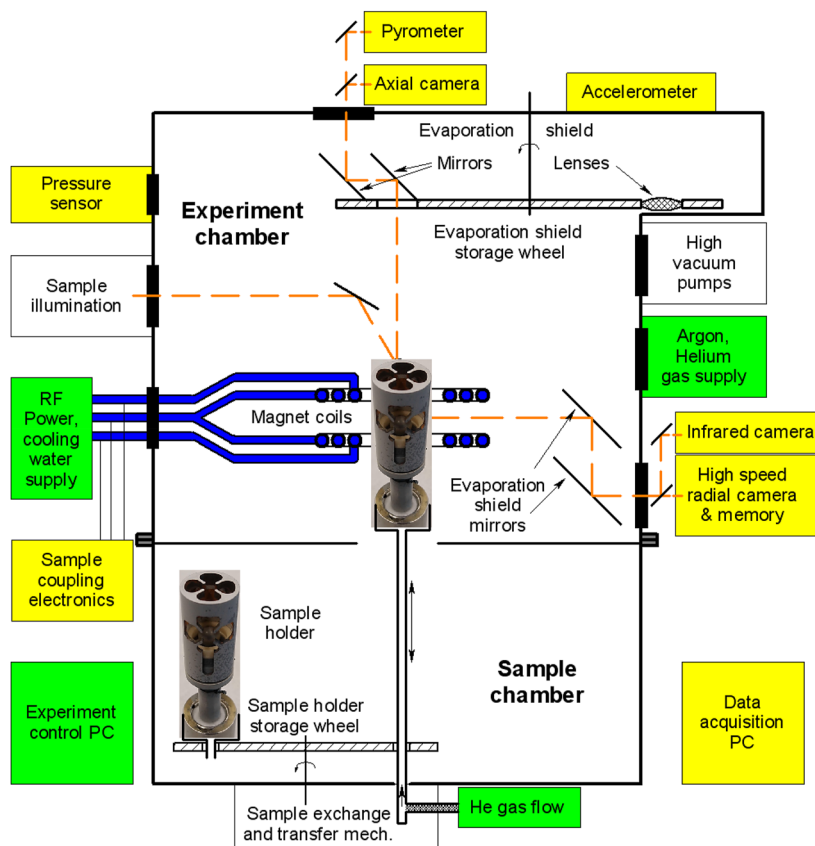 Pyrometer
Axial camera
Accelerometer
Evaporation
shield
Mirrors
Lenses
Pressure
sensor
Experiment
chamber
Evaporation shield
storage wheel
High
vacuum
pumps
Sample
illumination
Argon,
Helium
gas supply
RF
Power,
cooling
water
supply
Magnet coils
Infrared camera
Evaporation
shield
mirrors
High speed
radial camera
& memory
Sample
coupling
electronics
Sample
holder
Sample
chamber
Experiment
control PC
Sample holder
storage wheel
Data
acquisition
PC
Sample exchange
and transfer mech.
He gas flow